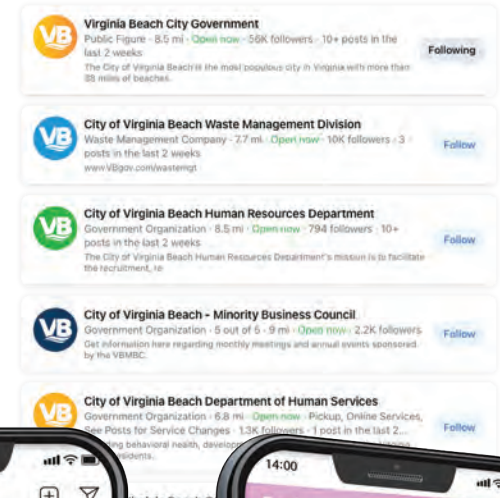 VB
Virginia Beach City Government
Public Figure · 8.5 mi · Open now · 56K followers · 10+ posts in the
last 2 weeks
The City of Virginia Beach is the most populous city in Virginia with more than
miles of beaches.
Following
VB
City of Virginia Beach Waste Management Division
Waste Management Company · 7.7 mi · Open now · 10K followers · 3
posts in the last 2 weeks
www.VBgov.com/wastemgt
Follow
VB
City of Virginia Beach Human Resources Department
Government Organization · 8.5 mi · Open now · 794 followers · 10+
posts in the last 2 weeks
The City of Virginia Beach Human Resources Department's mission is to facilitate
the recruitment, re
Follow
VB
City of Virginia Beach - Minority Business Council
Government Organization · 5 out of 5 · 9 mi · Open now · 2.2K followers
Get information here regarding monthly meetings and annual events sponsored
by the VBMBC.
Follow
VB
City of Virginia Beach Department of Human Services
Government Organization · 6.8 mi · Open now · Pickup, Online Services,
See Posts for Service Changes · 1.3K followers · 1 post in the last 2...
behavioral health,
Follow
14:00